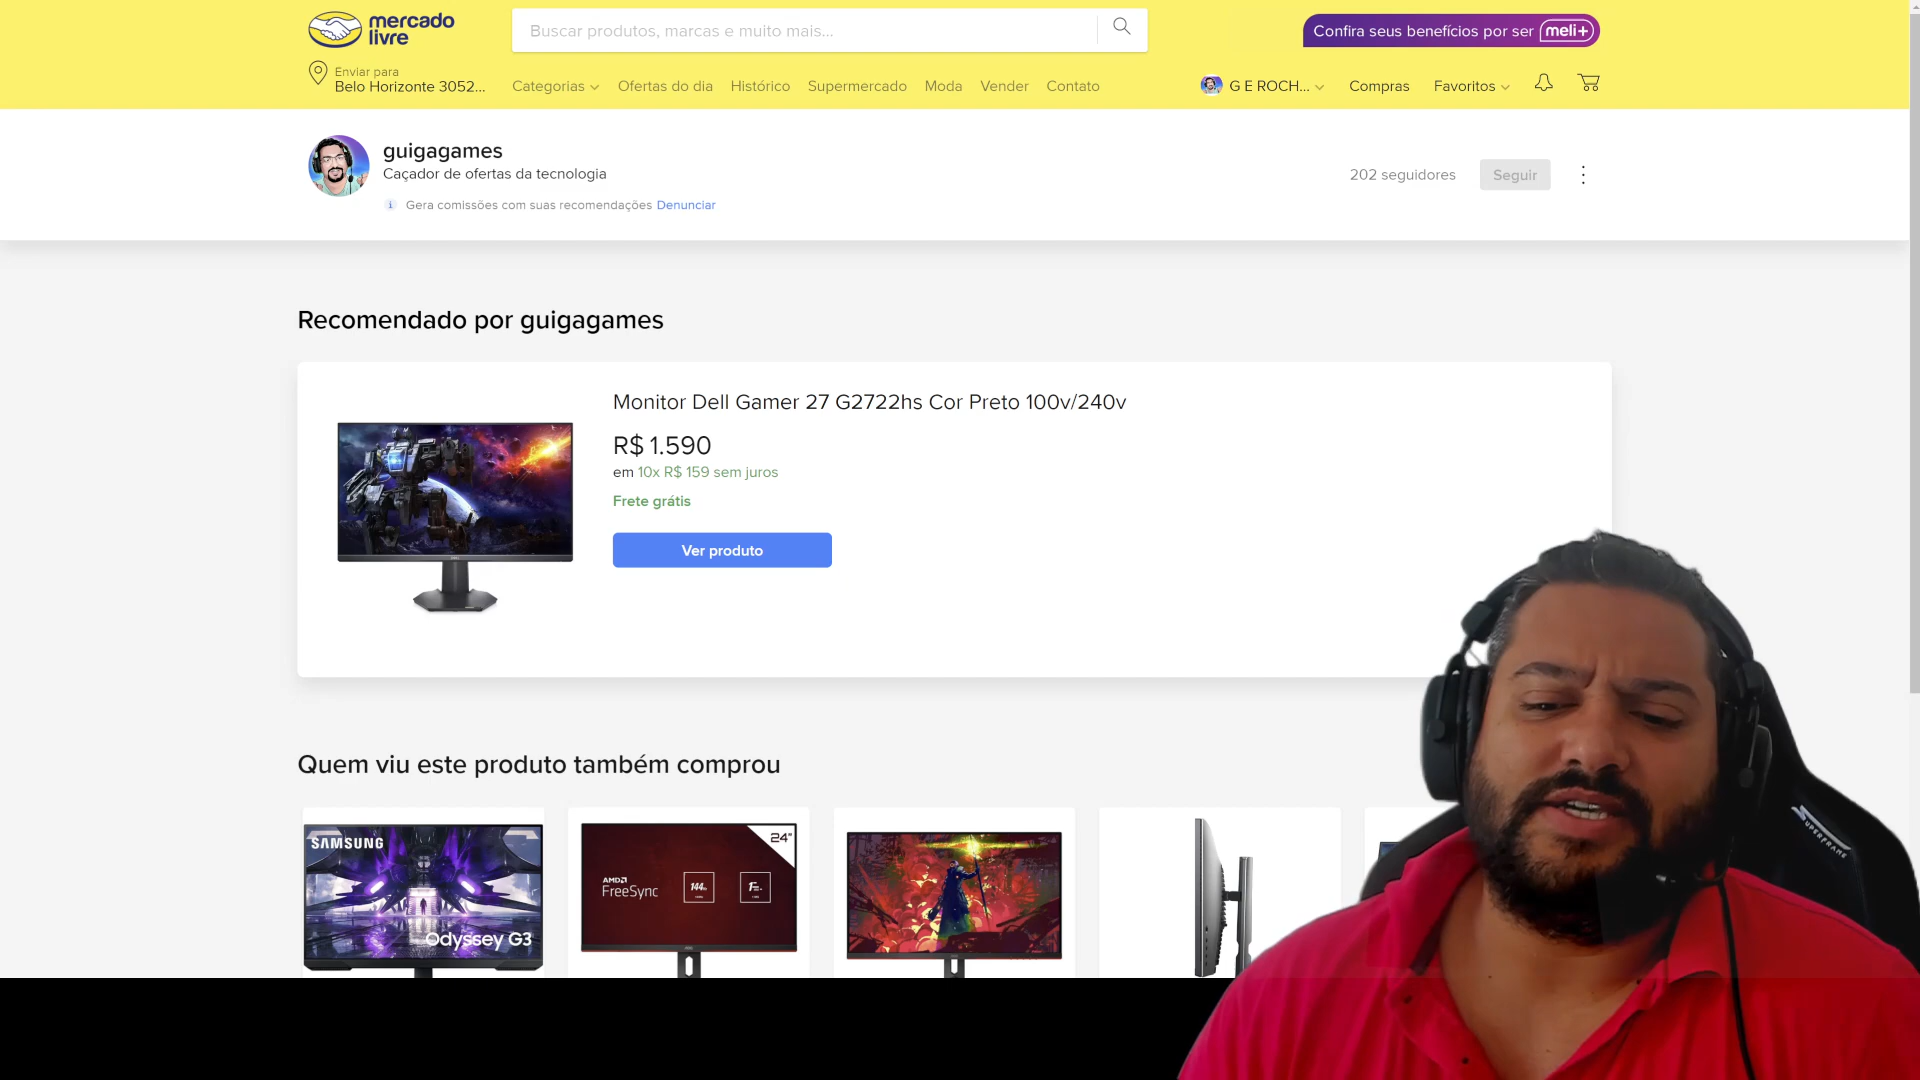 mercado
livre
Buscar produtos, marcas e muito mais...
Confira seus benefícios por ser meli+
Enviar para
Belo Horizonte 3052...
Categorias
Ofertas do dia
Histórico
Supermercado
Moda
Vender
Contato
G E ROCH...
Compras
Favoritos
guigagames
Caçador de ofertas da tecnologia
Gera comissões com suas recomendações Denunciar
202 seguidores
Seguir
Recomendado por guigagames
Monitor Dell Gamer 27 G2722hs Cor Preto 100v/240v
R$ 1.590
em 10x R$ 159 sem juros
Frete grátis
Ver produto
Quem viu este produto também comprou
SAMSUNG
Odyssey G3
24"
AMD
FreeSync
144Hz
SUPERFRAME